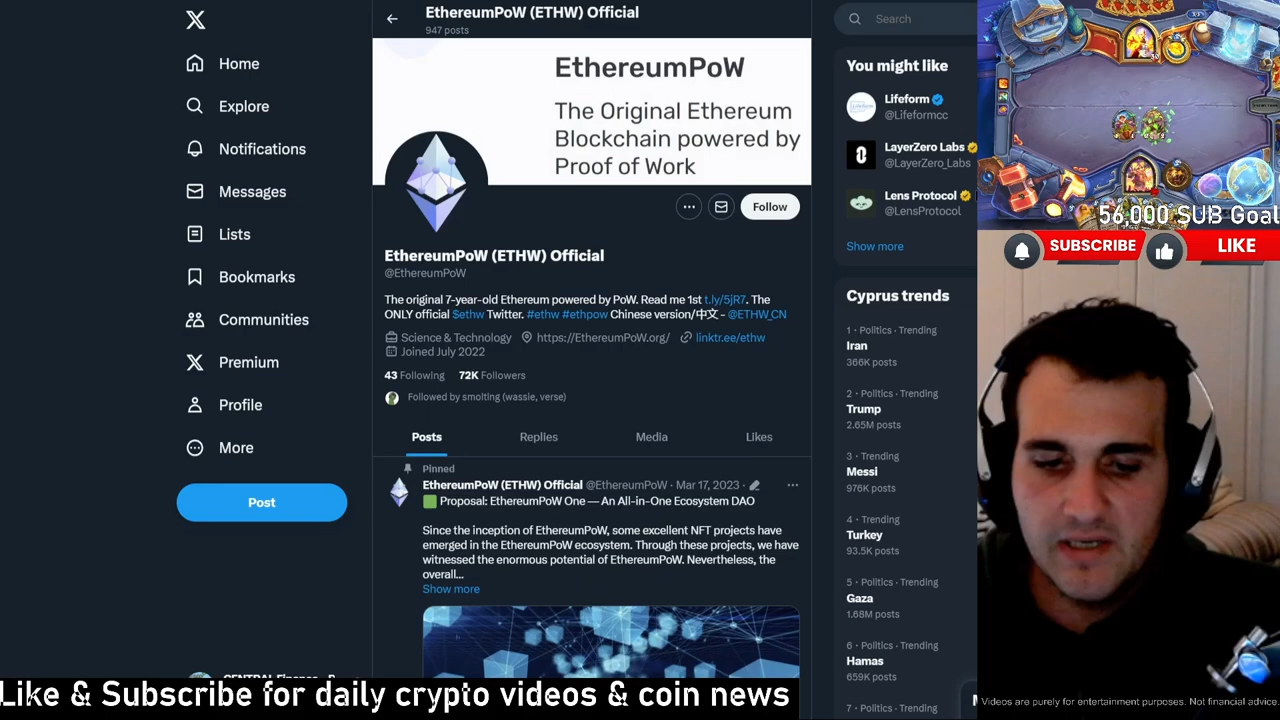 EthereumPoW (ETHW) Official
947 posts
Home
Explore
Notifications
Messages
Lists
Bookmarks
Communities
Premium
Profile
More
Post
EthereumPoW
The Original Ethereum
Blockchain powered by
Proof of Work
Follow
EthereumPoW (ETHW) Official
@EthereumPoW
The original 7-year-old Ethereum powered by PoW. Read me 1st t.ly/5jR7. The
ONLY official $ethw Twitter. #ethw #ethpow Chinese version/中文 - @ETHW_CN
Science & Technology https://EthereumPoW.org/ linktr.ee/ethw
Joined July 2022
43 Following 72K Followers
Followed by smolting (wassie, verse)
Posts Replies Media Likes
Pinned
EthereumPoW (ETHW) Official @EthereumPoW · Mar 17, 2023 ·
Proposal: EthereumPoW One — An All-in-One Ecosystem DAO
Since the inception of EthereumPoW, some excellent NFT projects have
emerged in the EthereumPoW ecosystem. Through these projects, we have
witnessed the enormous potential of EthereumPoW. Nevertheless, the
overall...
Show more
Search
You might like
Lifeform
@Lifeformcc
LayerZero Labs
@LayerZero_Labs
Lens Protocol
@LensProtocol
Show more
Cyprus trends
1 · Politics · Trending
Iran
366K posts
2 · Politics · Trending
Trump
2.65M posts
3 · Trending
Messi
976K posts
4 · Trending
Turkey
93.5K posts
5 · Politics · Trending
Gaza
1.68M posts
6 · Politics · Trending
Hamas
659K posts
7 · Politics · Trending
56,000 SUB Goal
SUBSCRIBE LIKE
Like & Subscribe for daily crypto videos & coin news
Videos are purely for entertainment purposes. Not financial advice.